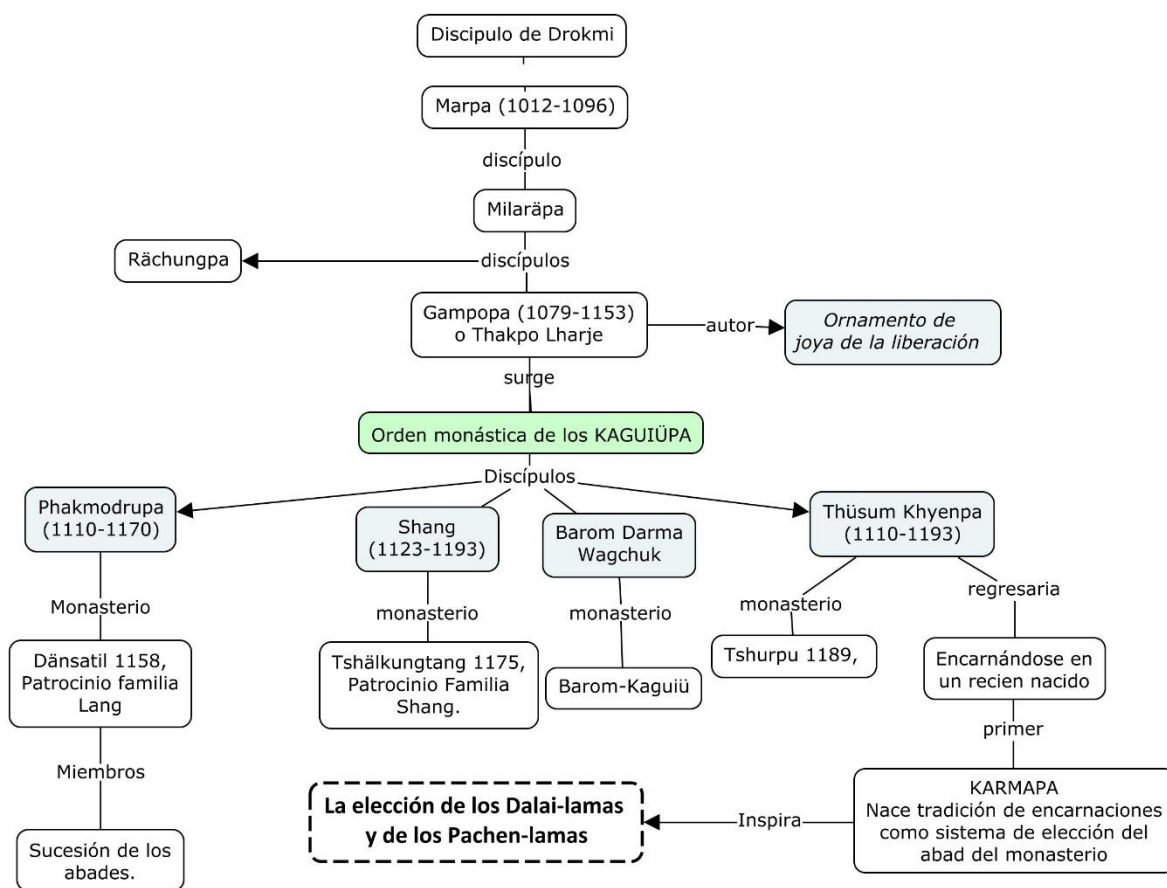 Discipulo de Drokmi
Marpa (1012-1096)
discípulo
Milaräpa
Rächungpa
discípulos
Gampopa (1079-1153)
o Thakpo Lharje
autor
Ornamento de
joya de la liberación
surge
Orden monástica de los KAGUIÜPA
Discípulos
Phakmodrupa
(1110-1170)
Shang
(1123-1193)
Barom Darma
Wagchuk
Thüsum Khyenpa
(1110-1193)
Monasterio
monasterio
monasterio
monasterio
regresaria
Dänsatil 1158,
Patrocinio familia
Lang
Tshälkungtang 1175,
Patrocinio Familia
Shang.
Barom-Kaguiü
Tshurpu 1189,
Encarnándose en
un recien nacido
Miembros
primer
Sucesión de los
abades.
La elección de los Dalai-lamas
y de los Pachen-lamas
Inspira
KARMAPA
Nace tradición de encarnaciones
como sistema de elección del
abad del monasterio